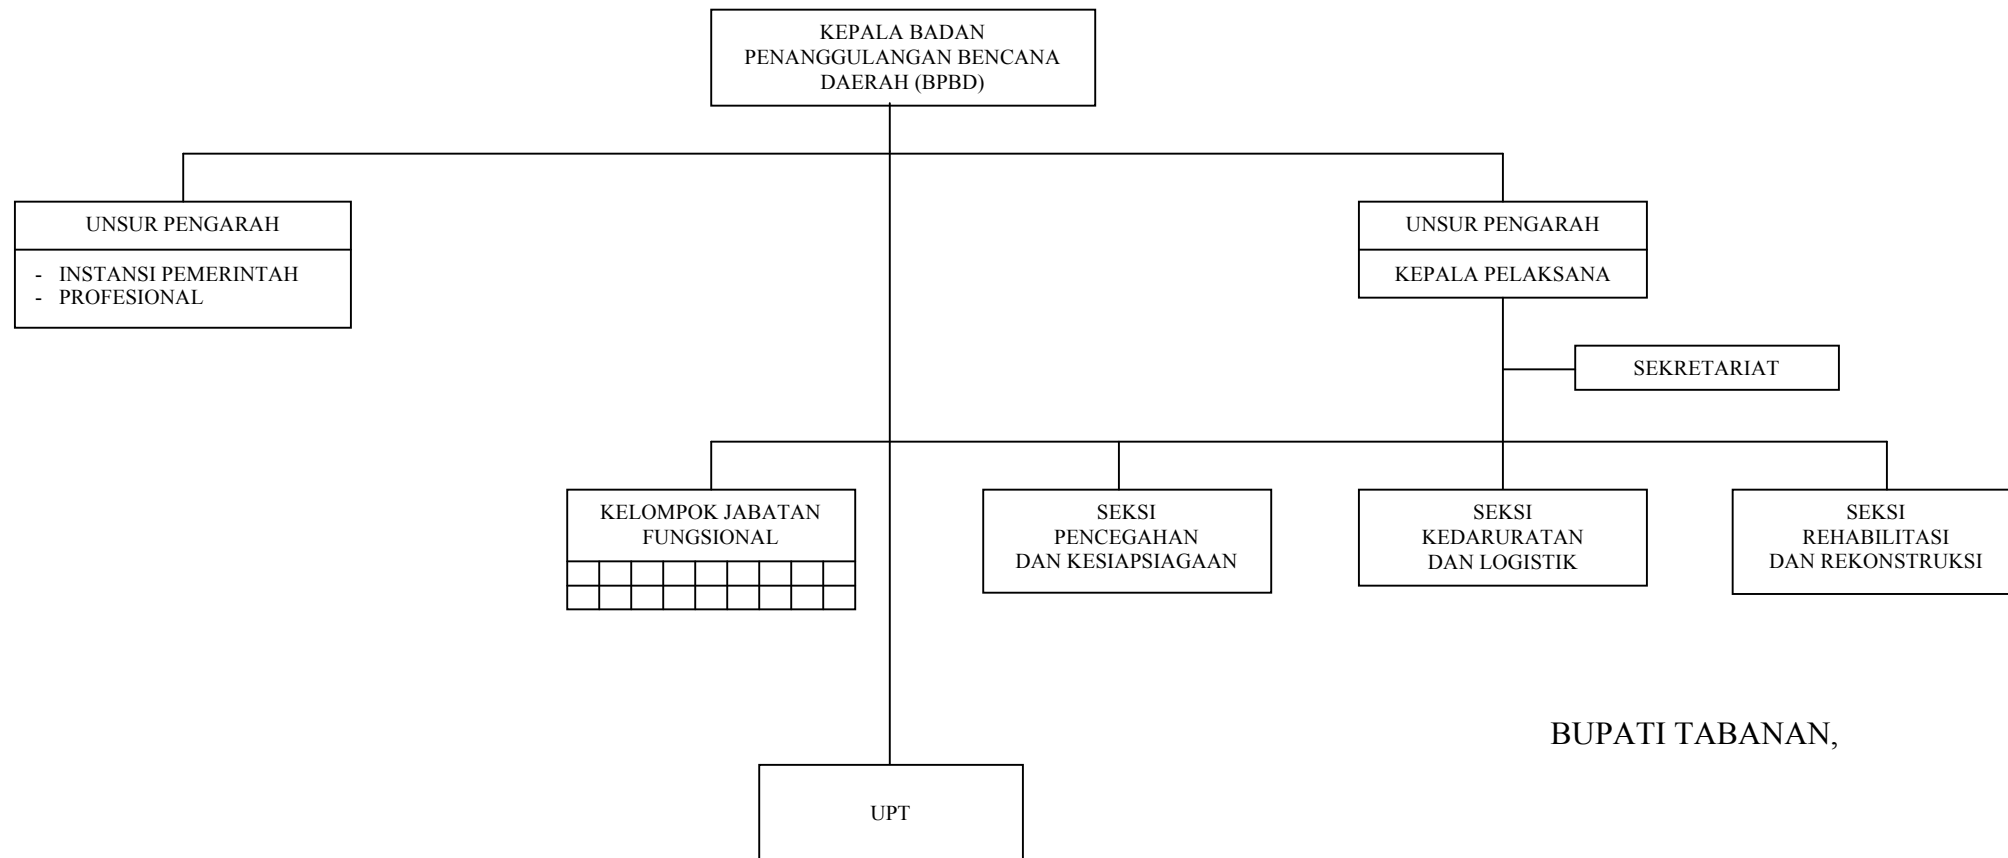 KEPALA BADAN
PENANGGULANGAN BENCANA
DAERAH (BPBD)
UNSUR PENGARAH
- INSTANSI PEMERINTAH
- PROFESIONAL
UNSUR PENGARAH
KEPALA PELAKSANA
SEKRETARIAT
KELOMPOK JABATAN
FUNGSIONAL
SEKSI
PENCEGAHAN
DAN KESIAPSIAGAAN
SEKSI
KEDARURATAN
DAN LOGISTIK
SEKSI
REHABILITASI
DAN REKONSTRUKSI
BUPATI TABANAN,
UPT